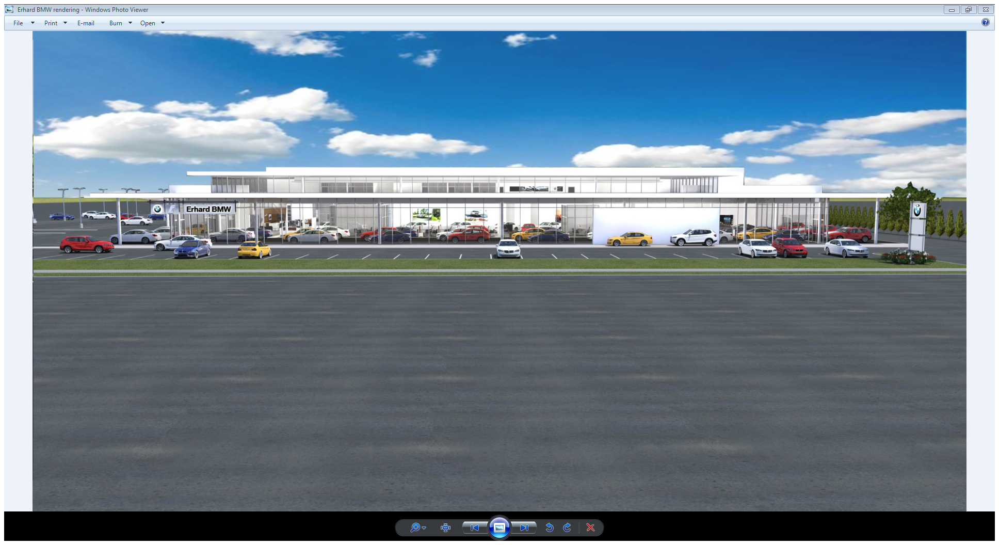 Erhard BMW rendering - Windows Photo Viewer
File Print E-mail Burn Open
Erhard BMW